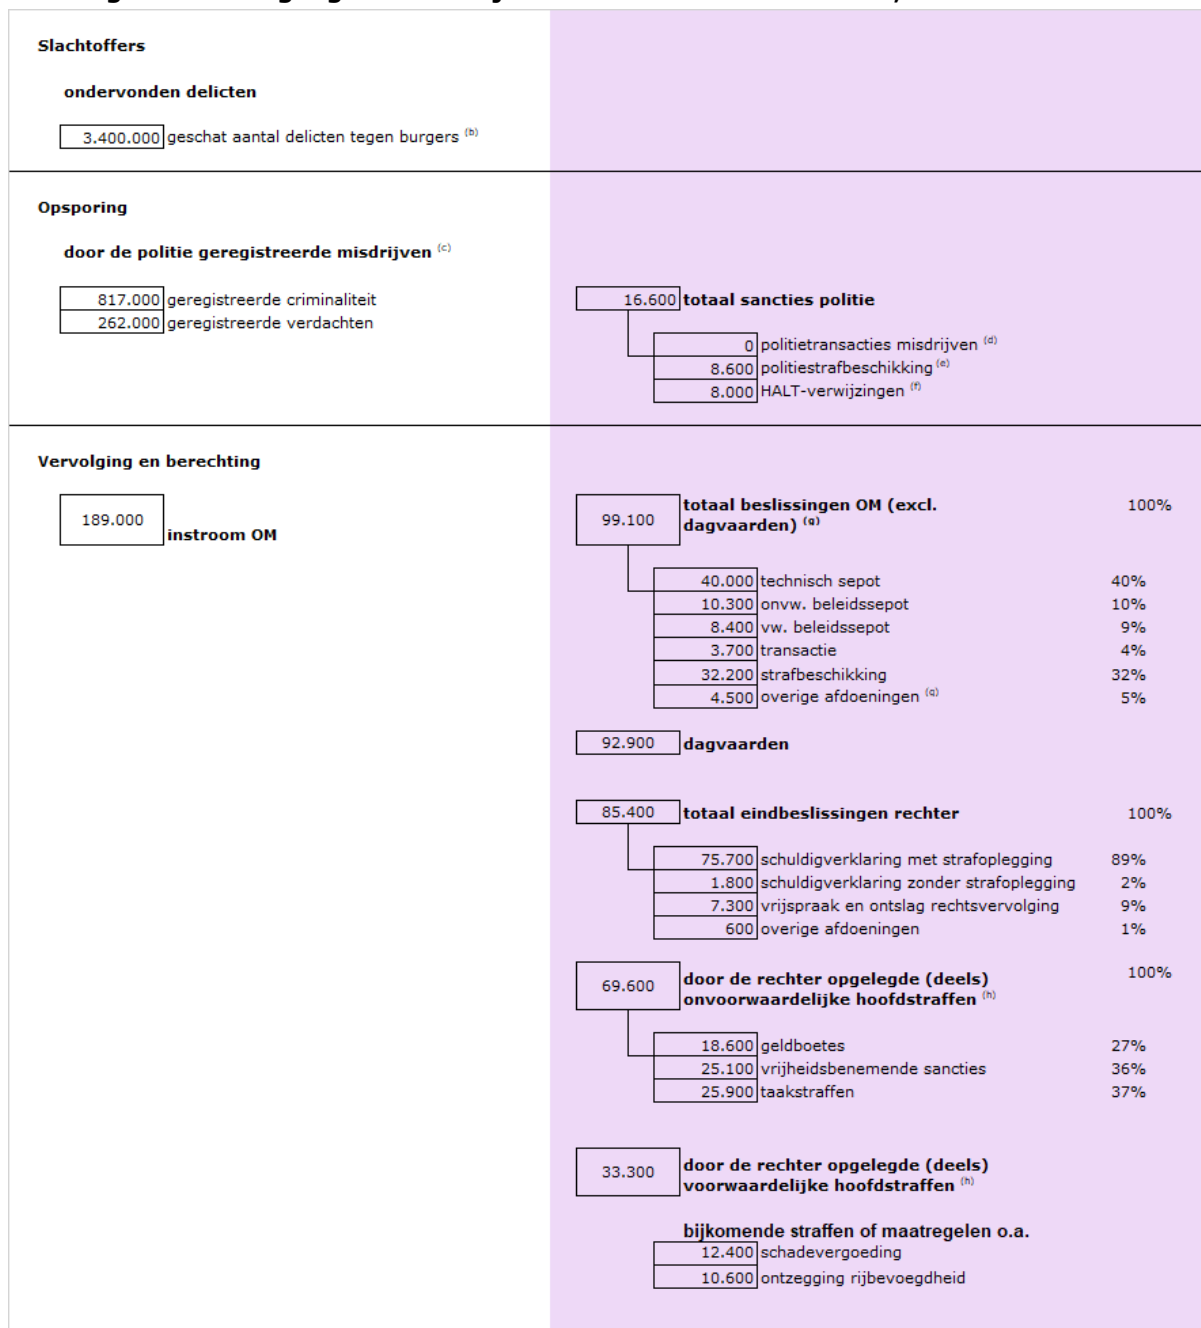 Slachtoffers
ondervonden delicten
3.400.000 geschat aantal delicten tegen burgers (b)
Opsporing
door de politie geregistreerde misdrijven (c)
817.000 geregistreerde criminaliteit
262.000 geregistreerde verdachten
16.600 totaal sancties politie
0 politietransacties misdrijven (d)
8.600 politiestrafbeschikking (e)
8.000 HALT-verwijzingen (f)
Vervolging en berechting
189.000 instroom OM
99.100 totaal beslissingen OM (excl. 100%
dagvaarden) (g)
40.000 technisch sepot 40%
10.300 onvw. beleidssepot 10%
8.400 vw. beleidssepot 9%
3.700 transactie 4%
32.200 strafbeschikking 32%
4.500 overige afdoeningen (g) 5%
92.900 dagvaarden
85.400 totaal eindbeslissingen rechter 100%
75.700 schuldigverklaring met strafoplegging 89%
1.800 schuldigverklaring zonder strafoplegging 2%
7.300 vrijspraak en ontslag rechtsvervolging 9%
600 overige afdoeningen 1%
69.600 door de rechter opgelegde (deels) 100%
onvoorwaardelijke hoofdstraffen (h)
18.600 geldboetes 27%
25.100 vrijheidsbenemende sancties 36%
25.900 taakstraffen 37%
33.300 door de rechter opgelegde (deels)
voorwaardelijke hoofdstraffen (h)
bijkomende straffen of maatregelen o.a.
12.400 schadevergoeding
10.600 ontzegging rijbevoegdheid